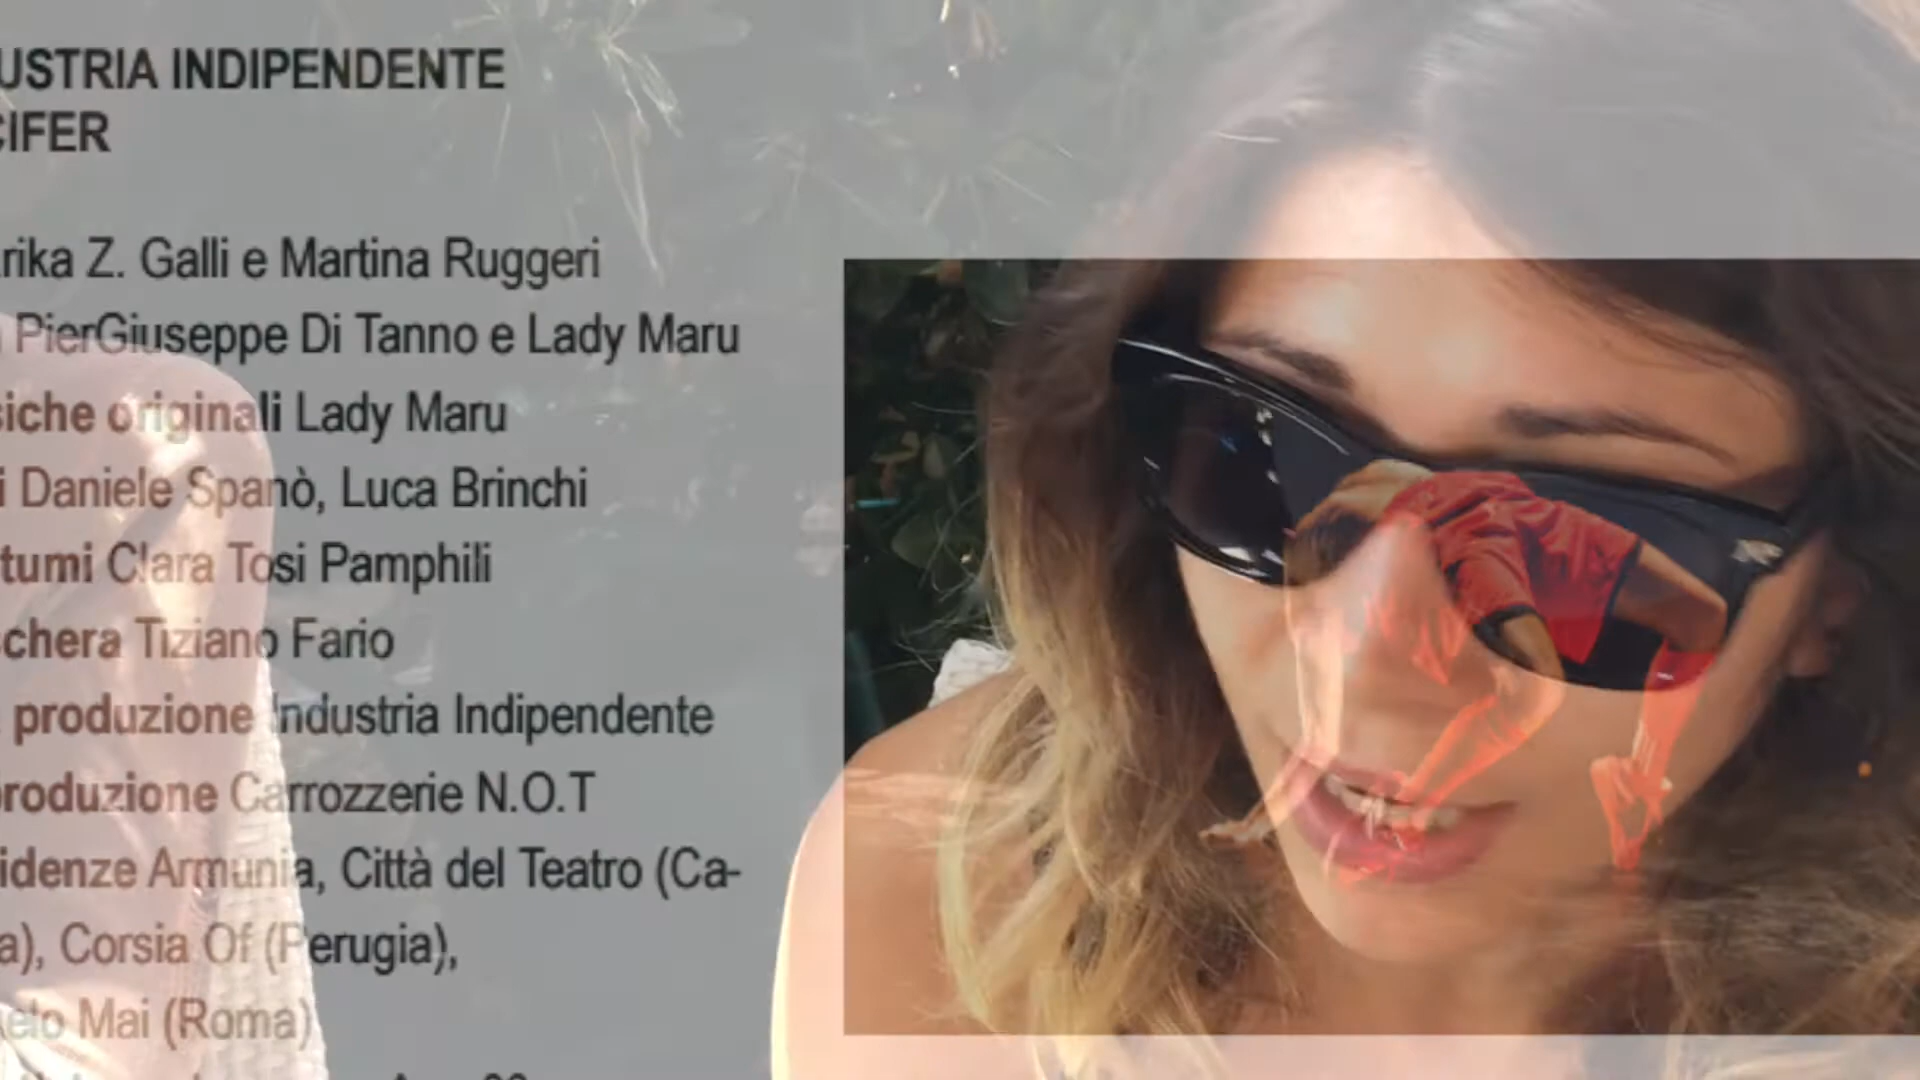 USTRIA INDIPENDENTE
CIFER
rika Z. Galli e Martina Ruggeri
PierGiuseppe Di Tanno e Lady Maru
siche originali Lady Maru
i Daniele Spanò, Luca Brinchi
tumi Clara Tosi Pamphili
schera Tiziano Fario
produzione Industria Indipendente
produzione Carrozzerie N.O.T
idenze Armunia, Città del Teatro (Ca-
a), Corsia Of (Perugia),
elo Mai (Roma)